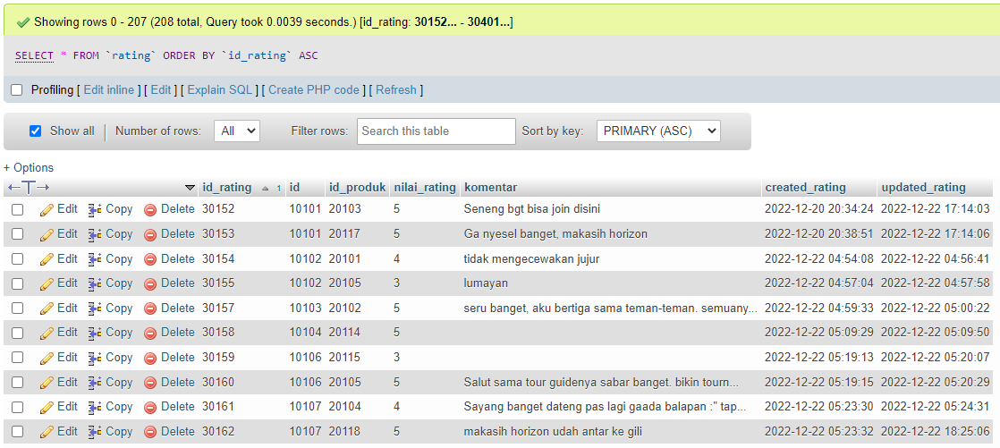 Showing rows 0 - 207 (208 total, Query took 0.0039 seconds.) [id_rating: 30152... - 30401...]
SELECT * FROM `rating` ORDER BY `id_rating` ASC
Profiling [ Edit inline ] [ Edit ] [ Explain SQL ] [ Create PHP code ] [ Refresh ]
Show all | Number of rows: All Filter rows: Search this table Sort by key: PRIMARY (ASC)
+ Options
←T→ id_rating 1 id id_produk nilai_rating komentar created_rating updated_rating
Edit Copy Delete 30152 10101 20103 5 Seneng bgt bisa join disini 2022-12-20 20:34:24 2022-12-22 17:14:03
Edit Copy Delete 30153 10101 20117 5 Ga nyesel banget, makasih horizon 2022-12-20 20:38:51 2022-12-22 17:14:06
Edit Copy Delete 30154 10102 20101 4 tidak mengecewakan jujur 2022-12-22 04:54:08 2022-12-22 04:56:41
Edit Copy Delete 30155 10102 20105 3 lumayan 2022-12-22 04:57:04 2022-12-22 04:57:58
Edit Copy Delete 30157 10103 20102 5 seru banget, aku bertiga sama teman-teman. semuany... 2022-12-22 04:59:33 2022-12-22 05:00:22
Edit Copy Delete 30158 10104 20114 5 2022-12-22 05:09:29 2022-12-22 05:09:50
Edit Copy Delete 30159 10106 20115 3 2022-12-22 05:19:13 2022-12-22 05:20:07
Edit Copy Delete 30160 10106 20105 5 Salut sama tour guidenya sabar banget. bikin tourn... 2022-12-22 05:19:15 2022-12-22 05:20:29
Edit Copy Delete 30161 10107 20104 4 Sayang banget dateng pas lagi gaada balapan :" tap... 2022-12-22 05:23:30 2022-12-22 05:24:31
Edit Copy Delete 30162 10107 20118 5 makasih horizon udah antar ke gili 2022-12-22 05:23:32 2022-12-22 18:25:06